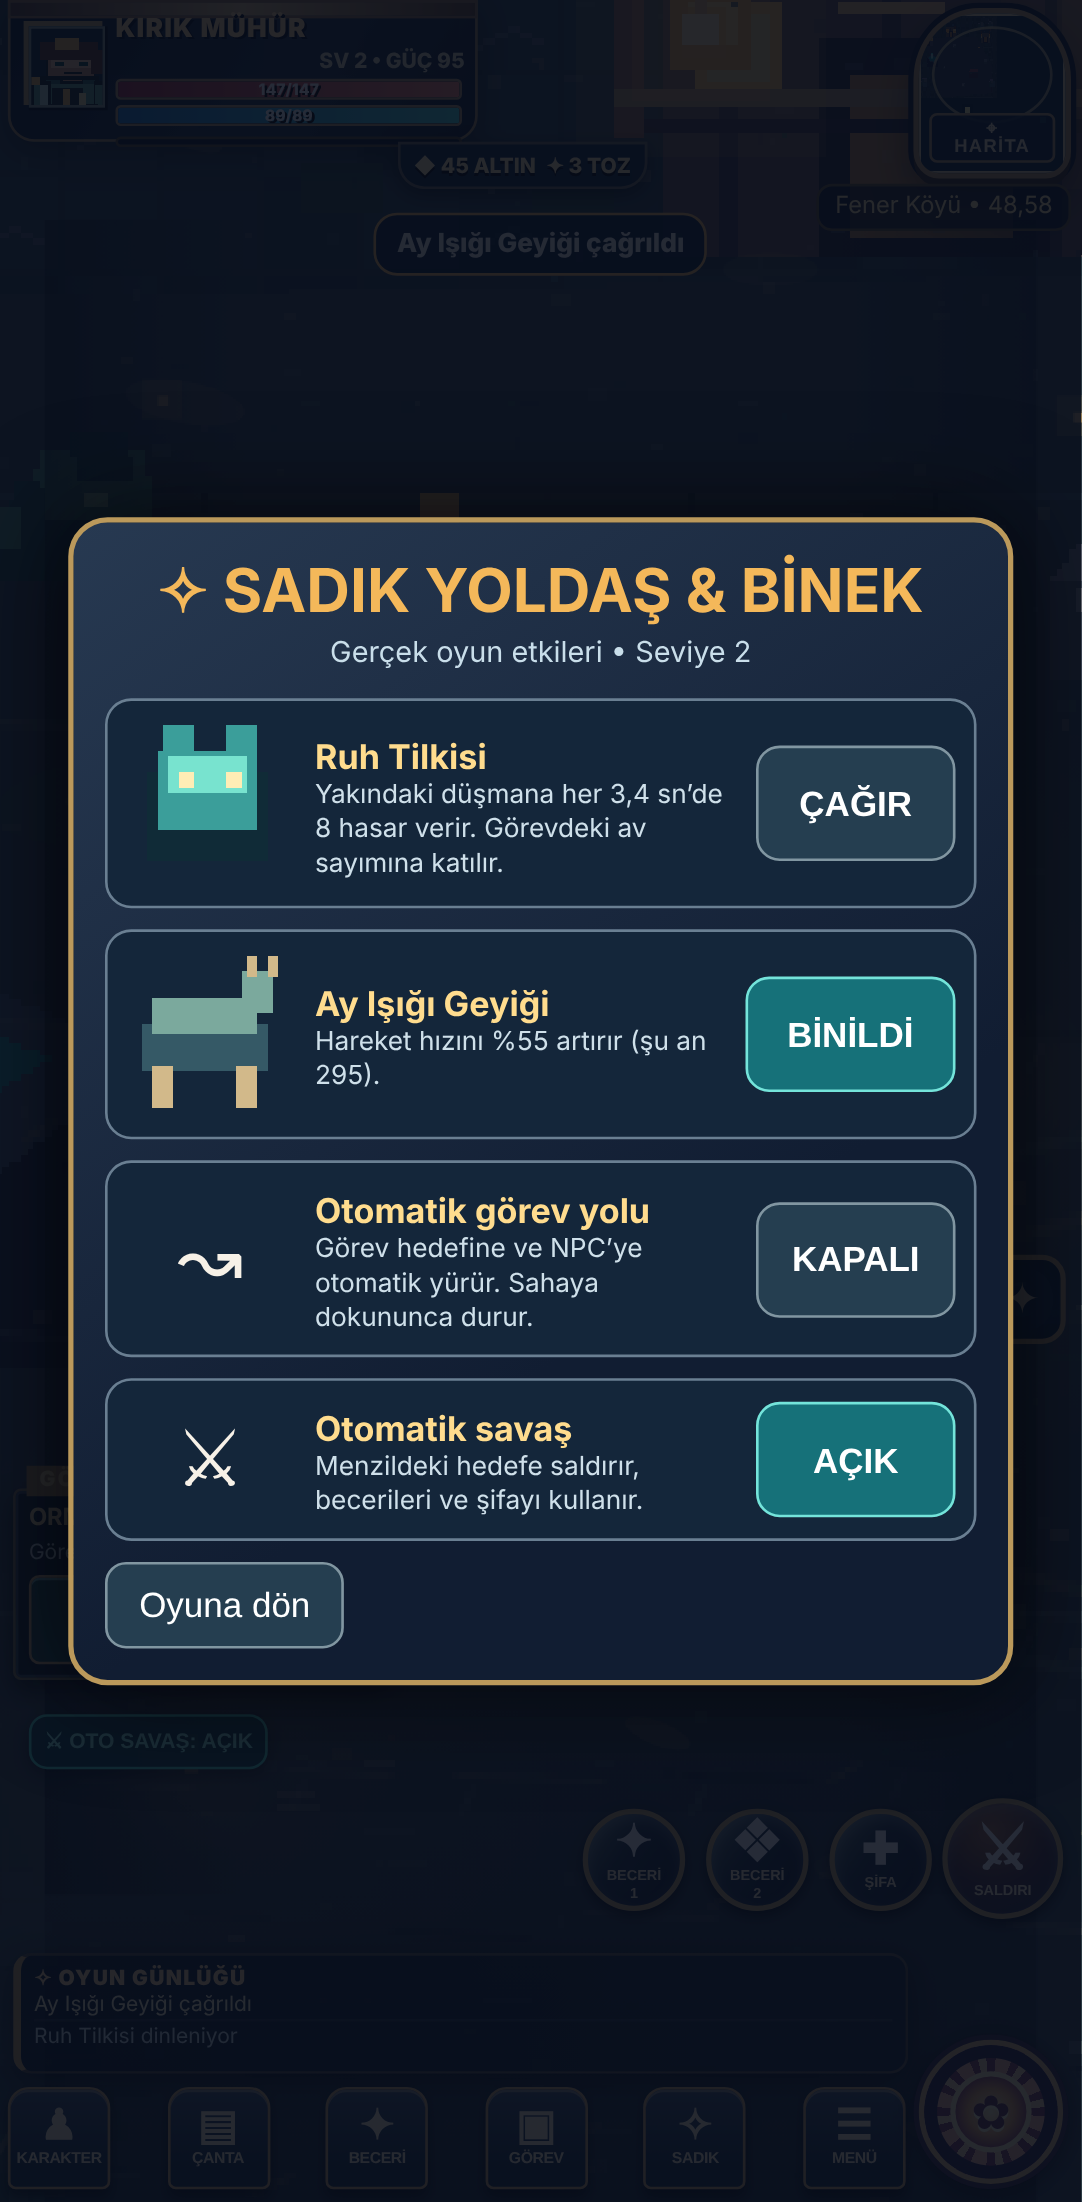 KIRIK MÜHÜR
SV 2 • GÜÇ 95
147/147
89/89
◆ 45 ALTIN ✦ 3 TOZ
HARİTA
Fener Köyü • 48,58
Ay Işığı Geyiği çağrıldı
✧ SADIK YOLDAŞ & BİNEK
Gerçek oyun etkileri • Seviye 2
Ruh Tilkisi
Yakındaki düşmana her 3,4 sn’de
8 hasar verir. Görevdeki av
sayımına katılır.
ÇAĞIR
Ay Işığı Geyiği
Hareket hızını %55 artırır (şu an
295).
BİNİLDİ
Otomatik görev yolu
Görev hedefine ve NPC’ye
otomatik yürür. Sahaya
dokununca durur.
KAPALI
Otomatik savaş
Menzildeki hedefe saldırır,
becerileri ve şifayı kullanır.
AÇIK
Oyuna dön
⚔ OTO SAVAŞ: AÇIK
BECERİ
1
BECERİ
2
ŞİFA
SALDIRI
✧ OYUN GÜNLÜĞÜ
Ay Işığı Geyiği çağrıldı
Ruh Tilkisi dinleniyor
KARAKTER
ÇANTA
BECERİ
GÖREV
SADIK
MENÜ